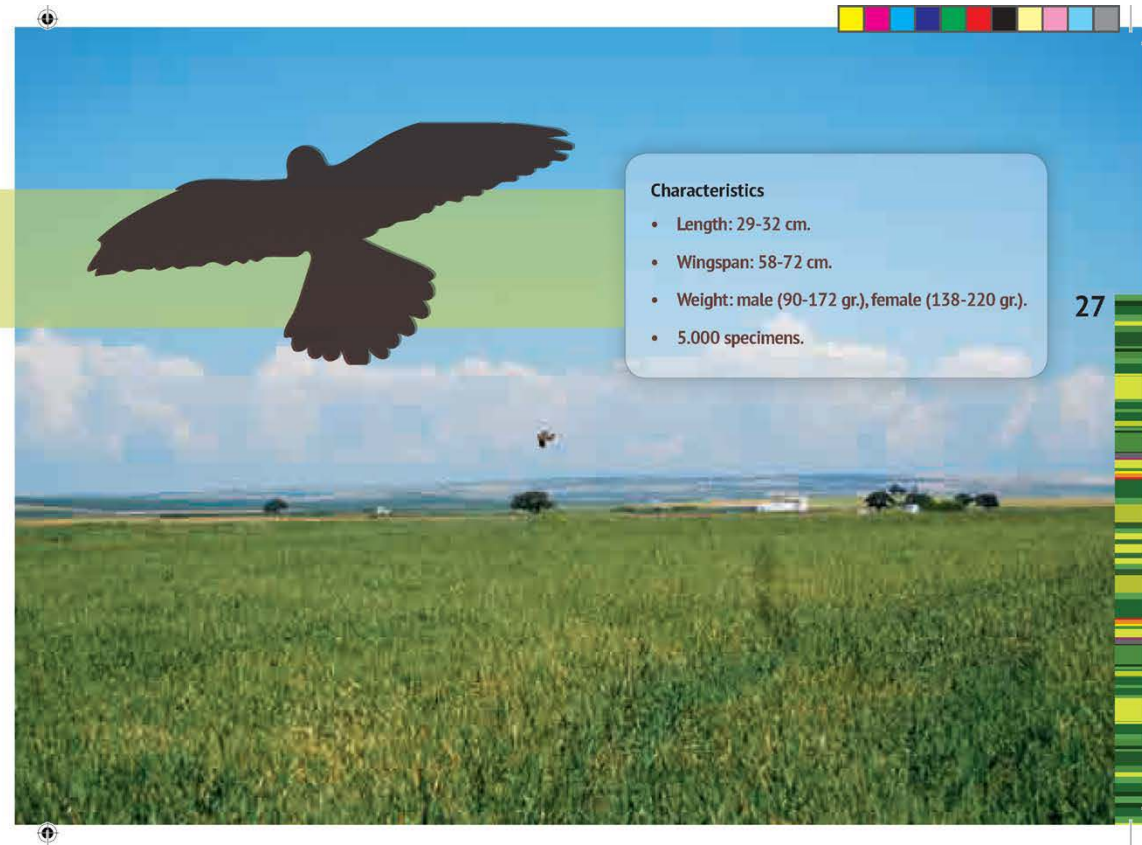 Characteristics
• Length: 29-32 cm.
• Wingspan: 58-72 cm.
• Weight: male (90-172 gr.), female (138-220 gr.).
• 5.000 specimens.
27